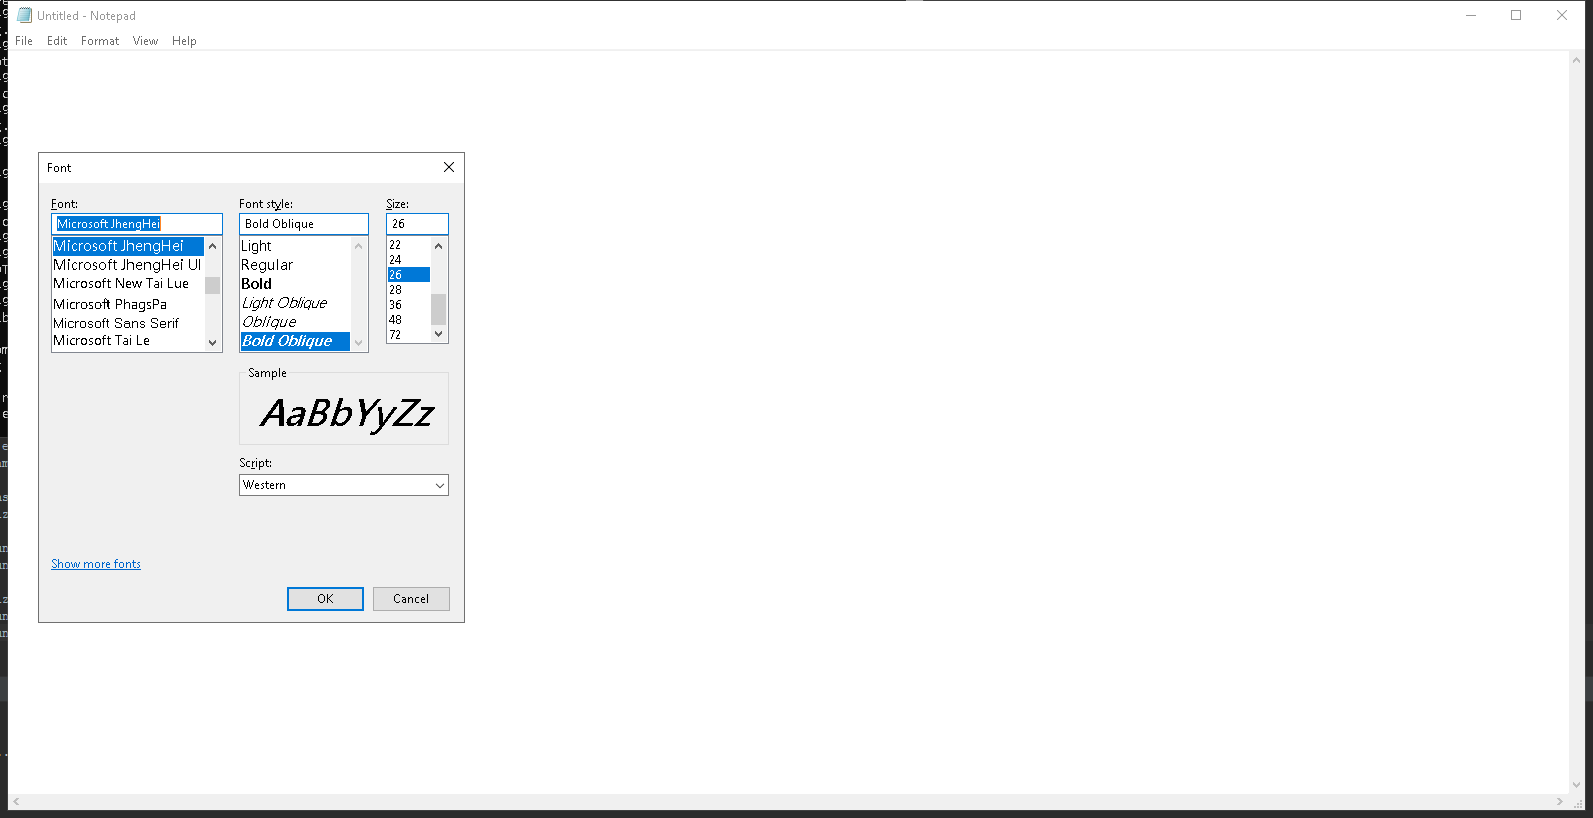 Untitled - Notepad
File Edit Format View Help
Font
Font:
Microsoft JhengHei
Microsoft JhengHei
Microsoft JhengHei UI
Microsoft New Tai Lue
Microsoft PhagsPa
Microsoft Sans Serif
Microsoft Tai Le
Font style:
Bold Oblique
Light
Regular
Bold
Light Oblique
Oblique
Bold Oblique
Size:
26
22
24
26
28
36
48
72
Sample
AaBbYyZz
Script:
Western
Show more fonts
OK Cancel